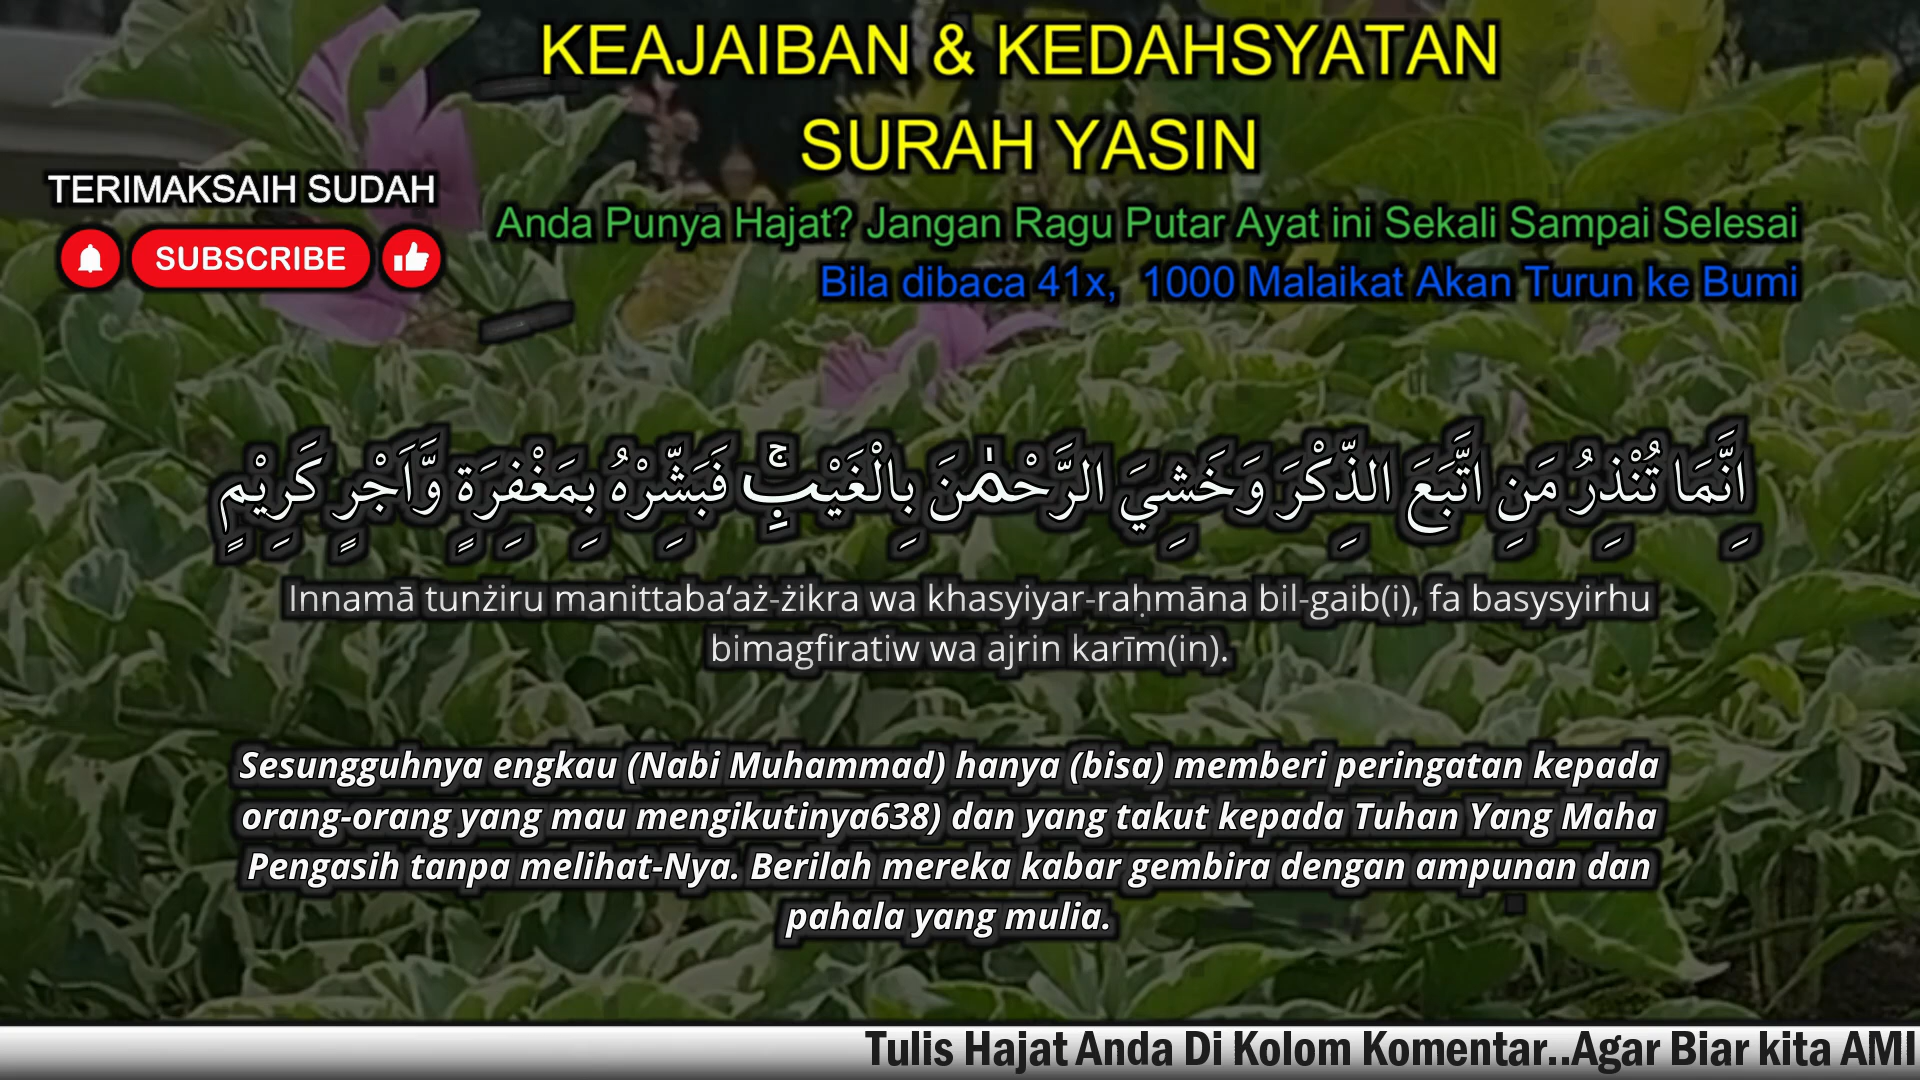 KEAJAIBAN & KEDAHSYATAN
SURAH YASIN
TERIMAKSAIH SUDAH
SUBSCRIBE
Anda Punya Hajat? Jangan Ragu Putar Ayat ini Sekali Sampai Selesai
Bila dibaca 41x, 1000 Malaikat Akan Turun ke Bumi
اِنَّمَا تُنْذِرُ مَنِ اتَّبَعَ الذِّكْرَ وَخَشِيَ الرَّحْمٰنَ بِالْغَيْبِۚ فَبَشِّرْهُ بِمَغْفِرَةٍ وَّاَجْرٍ كَرِيْمٍ
Innamā tunżiru manittaba‘aż-żikra wa khasyiyar-raḥmāna bil-gaib(i), fa basysyirhu
bimagfiratiw wa ajrin karīm(in).
Sesungguhnya engkau (Nabi Muhammad) hanya (bisa) memberi peringatan kepada
orang-orang yang mau mengikutinya638) dan yang takut kepada Tuhan Yang Maha
Pengasih tanpa melihat-Nya. Berilah mereka kabar gembira dengan ampunan dan
pahala yang mulia.
Tulis Hajat Anda Di Kolom Komentar..Agar Biar kita AMI